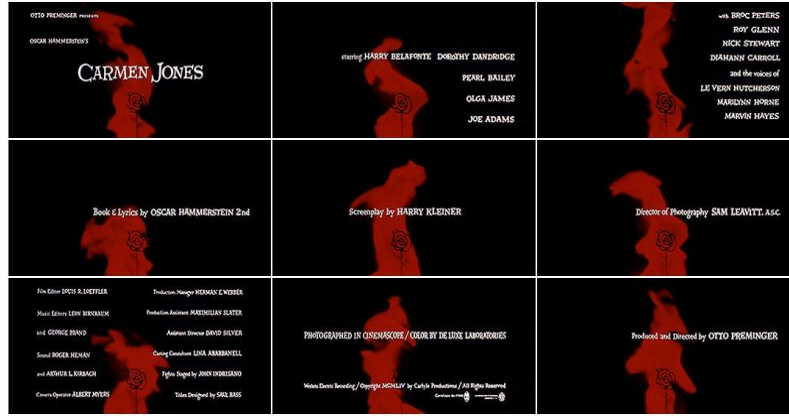 OTTO PREMINGER PRESENTS
OSCAR HAMMERSTEIN'S
CARMEN JONES
starring HARRY BELAFONTE DOROTHY DANDRIDGE
PEARL BAILEY
OLGA JAMES
JOE ADAMS
with BROC PETERS
ROY GLENN
NICK STEWART
DIAHANN CARROLL
and the voices of
LE VERN HUTCHERSON
MARILYNN HORNE
MARVIN HAYES
Book & Lyrics by OSCAR HAMMERSTEIN 2nd
Screenplay by HARRY KLEINER
Director of Photography SAM LEAVITT, A.S.C.
Film Editor LOUIS R. LOEFFLER
Music Editors LEON BIRNBAUM
and GEORGE BRAND
Sound ROGER HEMAN
and ARTHUR L. KIRBACH
Camera Operator ALBERT MYERS
Production Manager HERMAN E. WEBBER
Production Assistant MAXIMILIAN SLATER
Assistant Director DAVID SILVER
Casting Consultant LINA ABARBANELL
Fights Staged by JOHN INDRISANO
Titles Designed by SAUL BASS
PHOTOGRAPHED IN CINEMASCOPE/COLOR BY DE LUXE LABORATORIES
Western Electric Recording / Copyright MCMLIV by Carlyle Productions / All Rights Reserved
Produced and Directed by OTTO PREMINGER